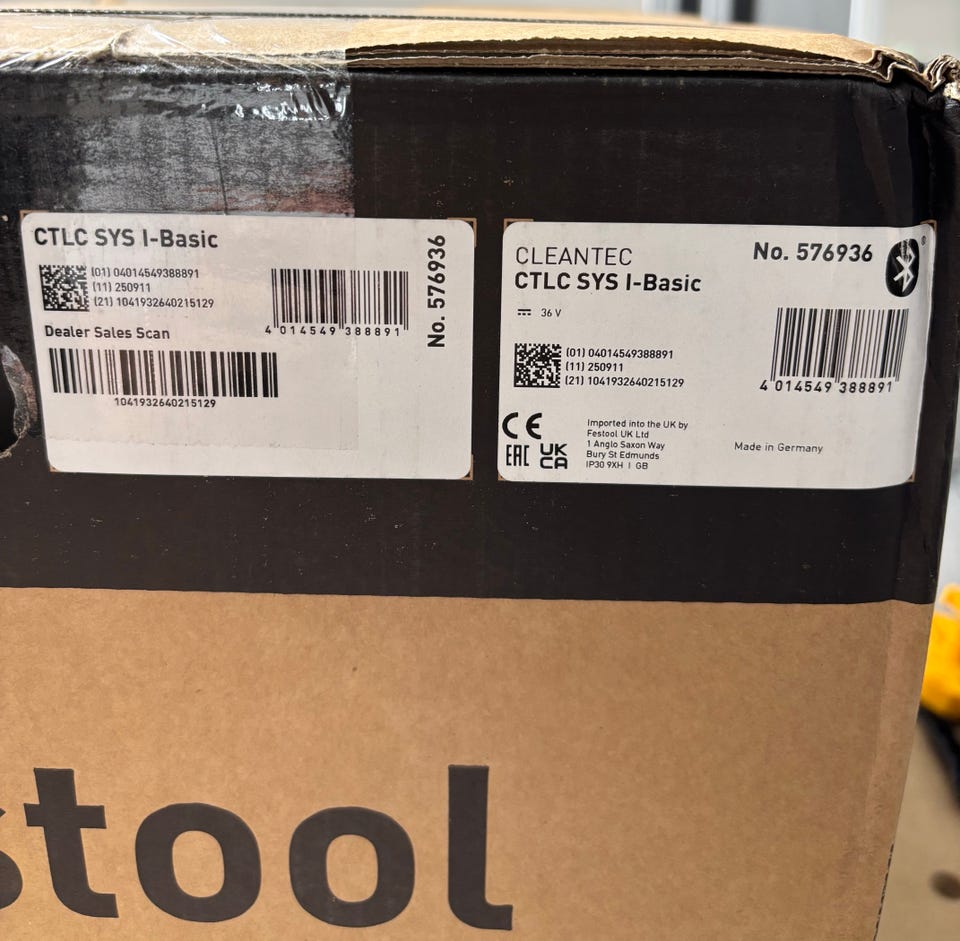 CTLC SYS I-Basic
(01) 04014549388891
(11) 250911
(21) 1041932640215129
4 014549 388891
No. 576936
Dealer Sales Scan
1041932640215129
CLEANTEC
CTLC SYS I-Basic
No. 576936
36 V
(01) 04014549388891
(11) 250911
(21) 1041932640215129
4 014549 388891
CE
EAC
UK
CA
Imported into the UK by
Festool UK Ltd
1 Anglo Saxon Way
Bury St Edmunds
IP30 9XH | GB
Made in Germany
stool